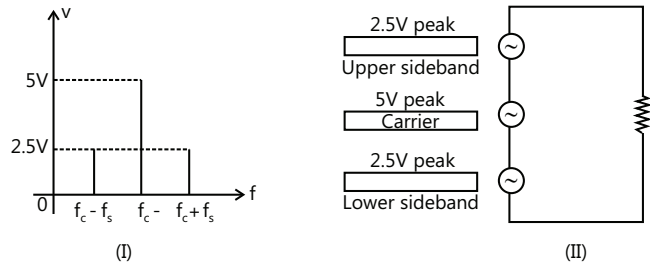 v
5V
2.5V
0
f
f_c - f_s
f_c -
f_c + f_s
(I)
2.5V peak
Upper sideband
5V peak
Carrier
2.5V peak
Lower sideband
~
~
~
(II)